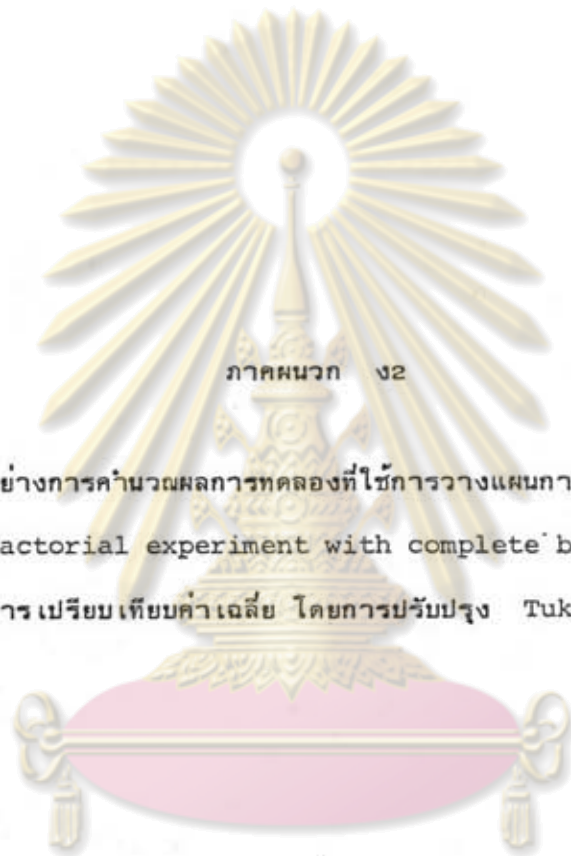 ภาคผนวก ง2
ย่างการคำนวณผลการทดลองที่ใช้การวางแผนกา
actorial experiment with complete b
าร เปรียบเทียบค่าเฉลี่ย โดยการปรับปรุง Tuk